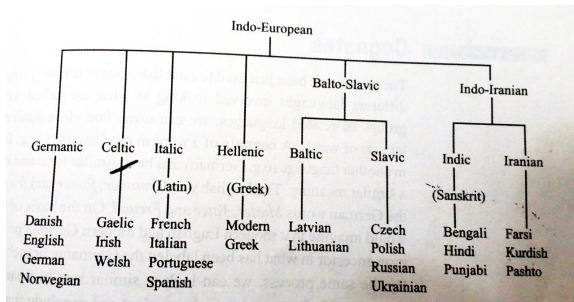 Indo-European
Balto-Slavic
Indo-Iranian
Germanic Celtic Italic Hellenic Baltic Slavic Indic Iranian
(Latin) (Greek) (Sanskrit)
Danish Gaelic French Modern Latvian Czech Bengali Farsi
English Irish Italian Greek Lithuanian Polish Hindi Kurdish
German Welsh Portuguese Russian Punjabi Pashto
Norwegian Spanish Ukrainian